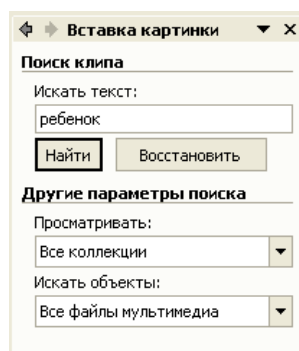 Вставка картинки
Поиск клипа
Искать текст:
ребенок
Найти Восстановить
Другие параметры поиска
Просматривать:
Все коллекции
Искать объекты:
Все файлы мультимедиа